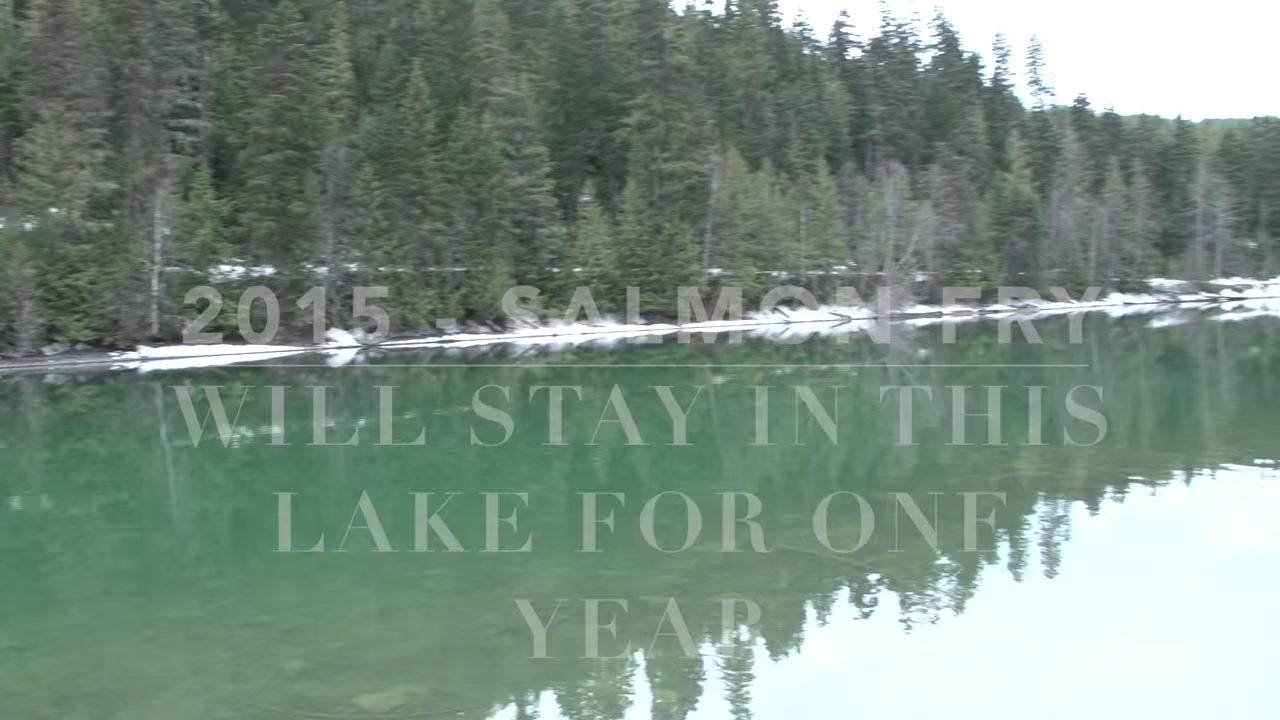 2015 - SALMON FRY
WILL STAY IN THIS
LAKE FOR ONE
YEAR